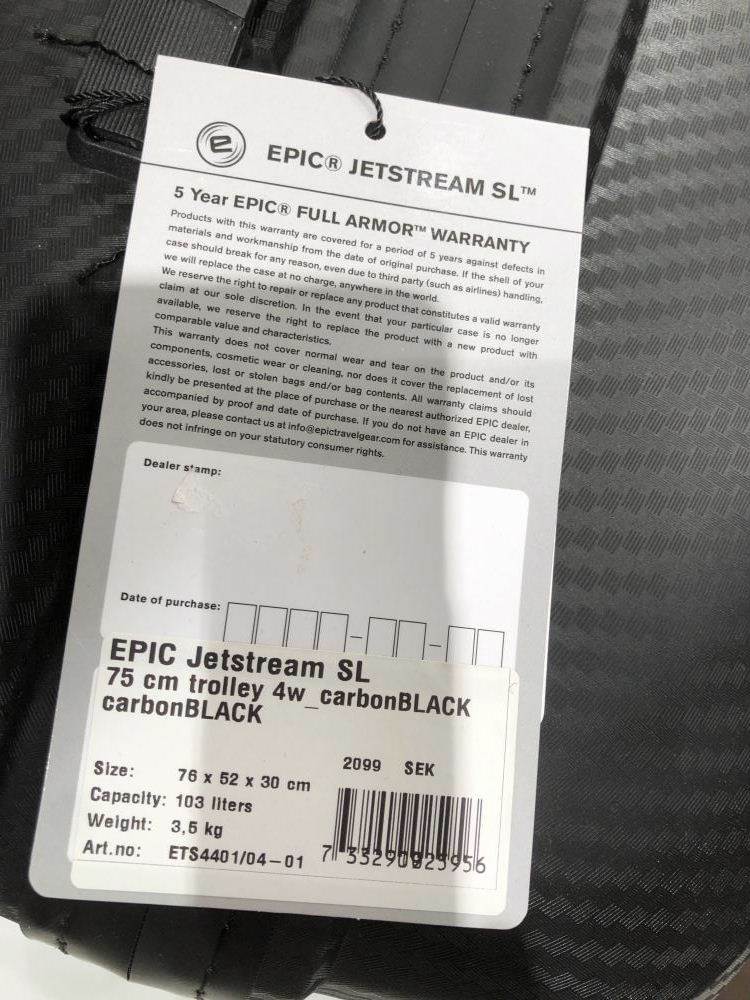 e
EPIC® JETSTREAM SL™
5 Year EPIC® FULL ARMOR™ WARRANTY
Products with this warranty are covered for a period of 5 years against defects in
materials and workmanship from the date of original purchase. If the shell of your
case should break for any reason, even due to third party (such as airlines) handling,
we will replace the case at no charge, anywhere in the world.
We reserve the right to repair or replace any product that constitutes a valid warranty
claim at our sole discretion. In the event that your particular case is no longer
available, we reserve the right to replace the product with a new product with
comparable value and characteristics.
This warranty does not cover normal wear and tear on the product and/or its
components, cosmetic wear or cleaning, nor does it cover the replacement of lost
accessories, lost or stolen bags and/or bag contents. All warranty claims should
kindly be presented at the place of purchase or the nearest authorized EPIC dealer,
accompanied by proof and date of purchase. If you do not have an EPIC dealer in
your area, please contact us at info@epictravelgear.com for assistance. This warranty
does not infringe on your statutory consumer rights.
Dealer stamp:
Date of purchase:
EPIC Jetstream SL
75 cm trolley 4w_carbonBLACK
carbonBLACK
2099 SEK
Size: 76 x 52 x 30 cm
Capacity: 103 liters
Weight: 3,5 kg
Art.no: ETS4401/04-01